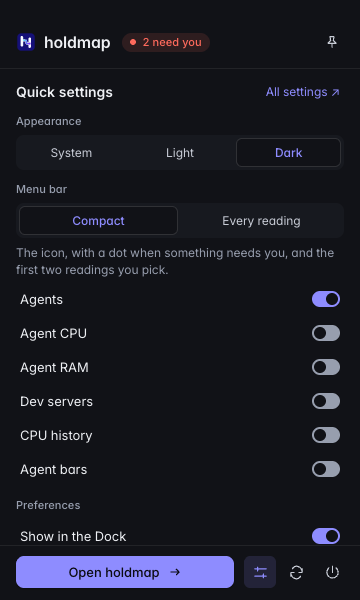 holdmap
2 need you
Quick settings
All settings ↗
Appearance
System
Light
Dark
Menu bar
Compact
Every reading
The icon, with a dot when something needs you, and the
first two readings you pick.
Agents
Agent CPU
Agent RAM
Dev servers
CPU history
Agent bars
Preferences
Show in the Dock
Open holdmap →